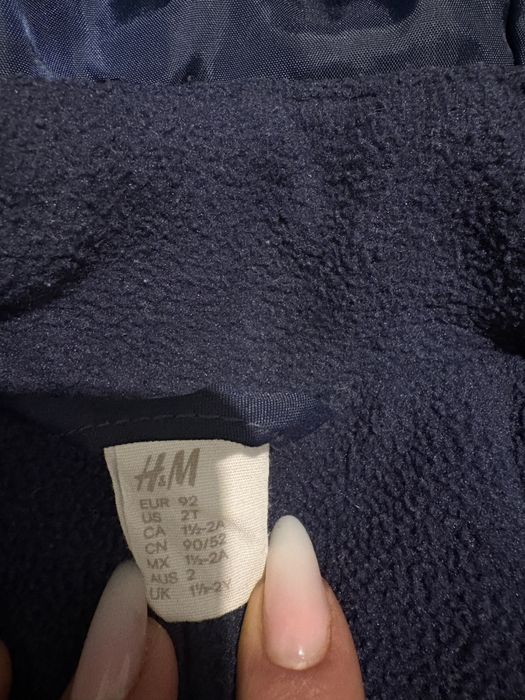 H&M
EUR 92
US 2T
CA 1½-2A
CN 90/52
MX 1½-2A
AUS 2
UK 1½-2Y